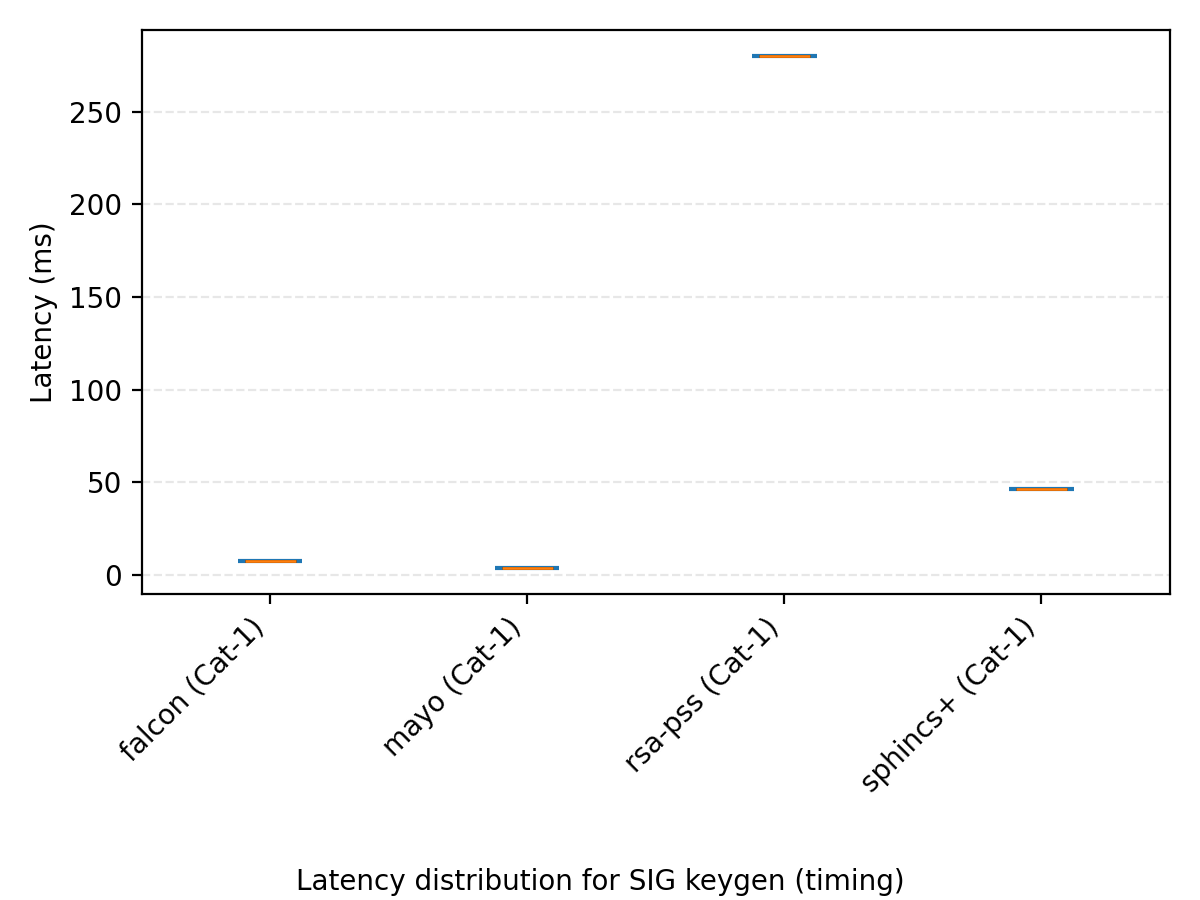 250
200
150
100
50
0
Latency (ms)
falcon (Cat-1)
mayo (Cat-1)
rsa-pss (Cat-1)
sphincs+ (Cat-1)
Latency distribution for SIG keygen (timing)